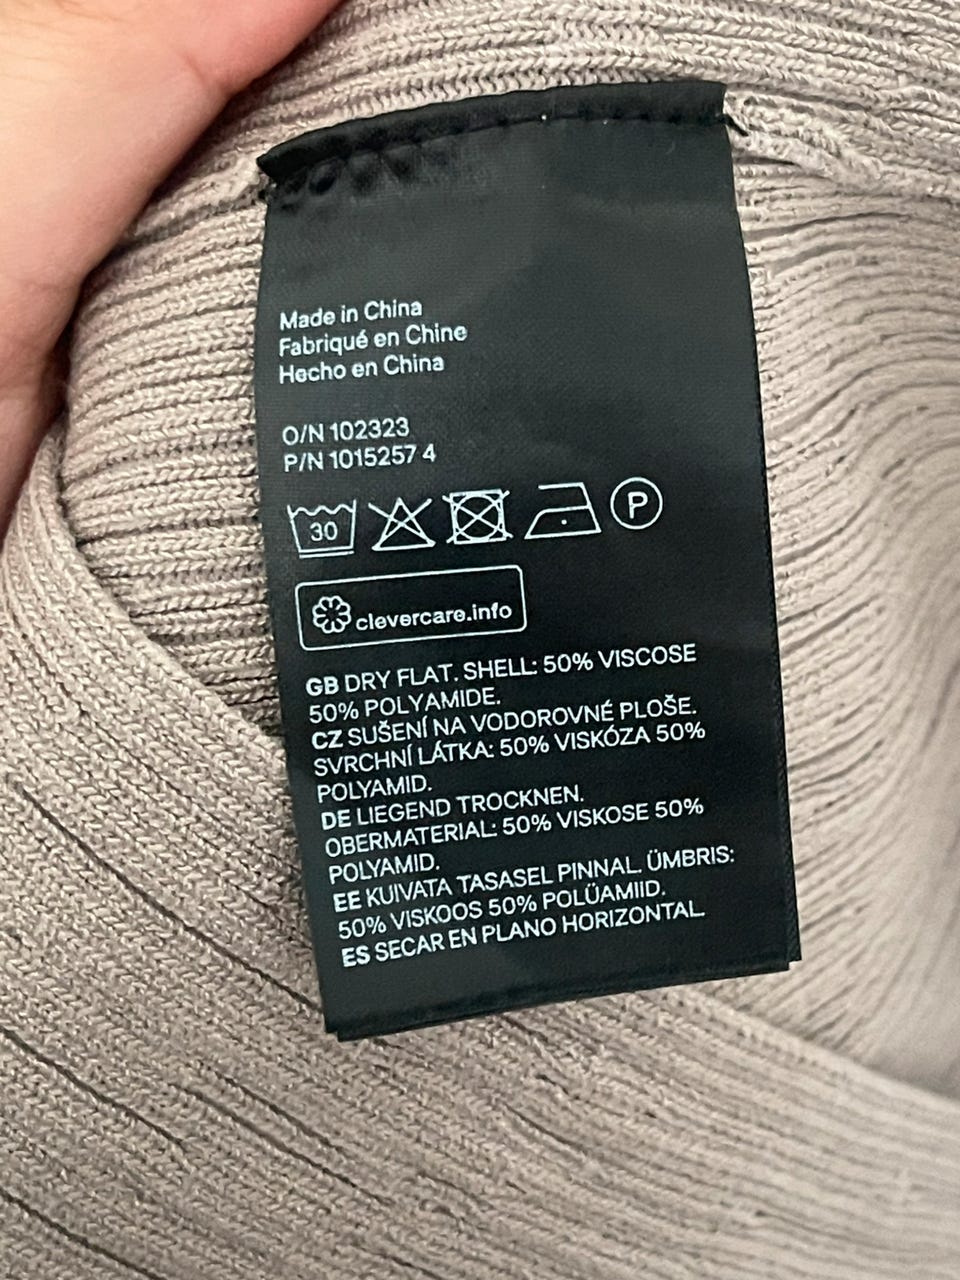 Made in China
Fabriqué en Chine
Hecho en China
O/N 102323
P/N 1015257 4
30
P
clevercare.info
GB DRY FLAT. SHELL: 50% VISCOSE
50% POLYAMIDE.
CZ SUŠENÍ NA VODOROVNÉ PLOŠE.
SVRCHNÍ LÁTKA: 50% VISKÓZA 50%
POLYAMID.
DE LIEGEND TROCKNEN.
OBERMATERIAL: 50% VISKOSE 50%
POLYAMID.
EE KUIVATA TASASEL PINNAL. ÜMBRIS:
50% VISKOOS 50% POLÜAMIID.
ES SECAR EN PLANO HORIZONTAL.